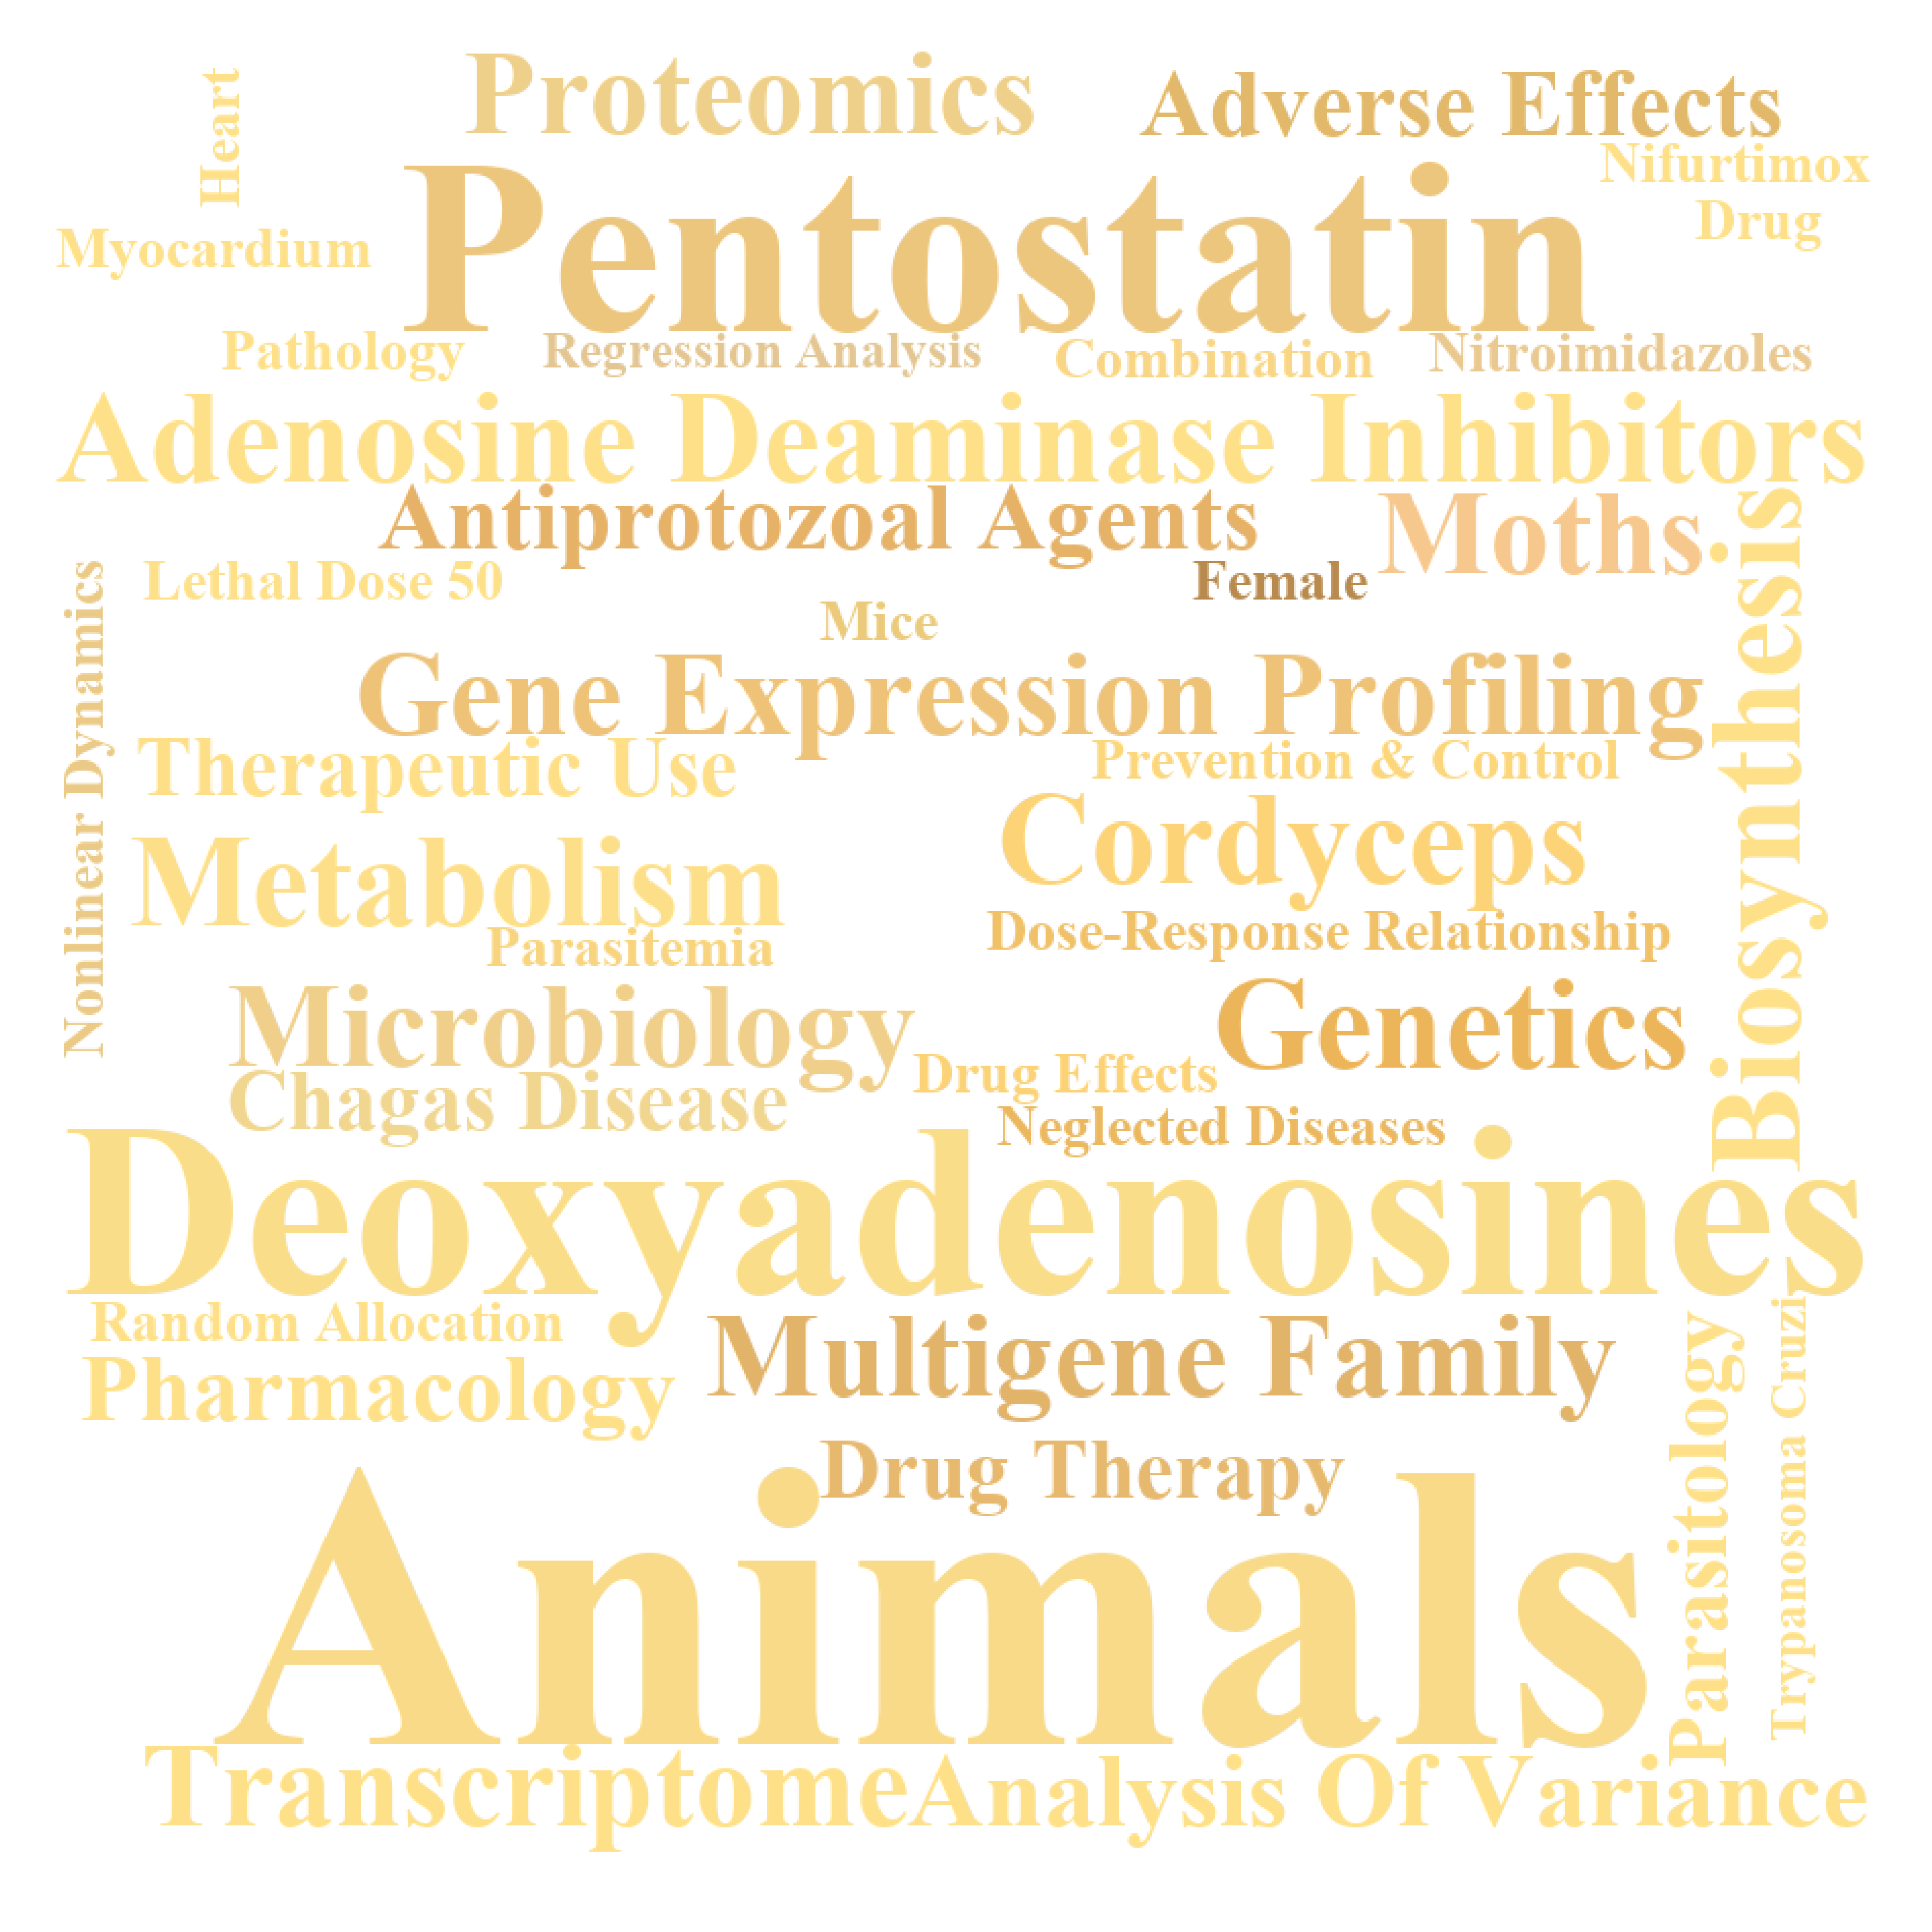 Proteomics
Adverse Effects
Heart
Nifurtimox
Pentostatin
Drug
Myocardium
Pathology
Regression Analysis
Combination
Nitroimidazoles
Adenosine Deaminase Inhibitors
Antiprotozoal Agents
Moths
Biosynthesis
Lethal Dose 50
Female
Nonlinear Dynamics
Mice
Gene Expression Profiling
Therapeutic Use
Prevention & Control
Cordyceps
Metabolism
Dose-Response Relationship
Parasitemia
Microbiology
Genetics
Drug Effects
Chagas Disease
Neglected Diseases
Deoxyadenosines
Random Allocation
Multigene Family
Parasitology
Trypanosoma Cruzi
Pharmacology
Drug Therapy
Animals
Transcriptome
Analysis Of Variance